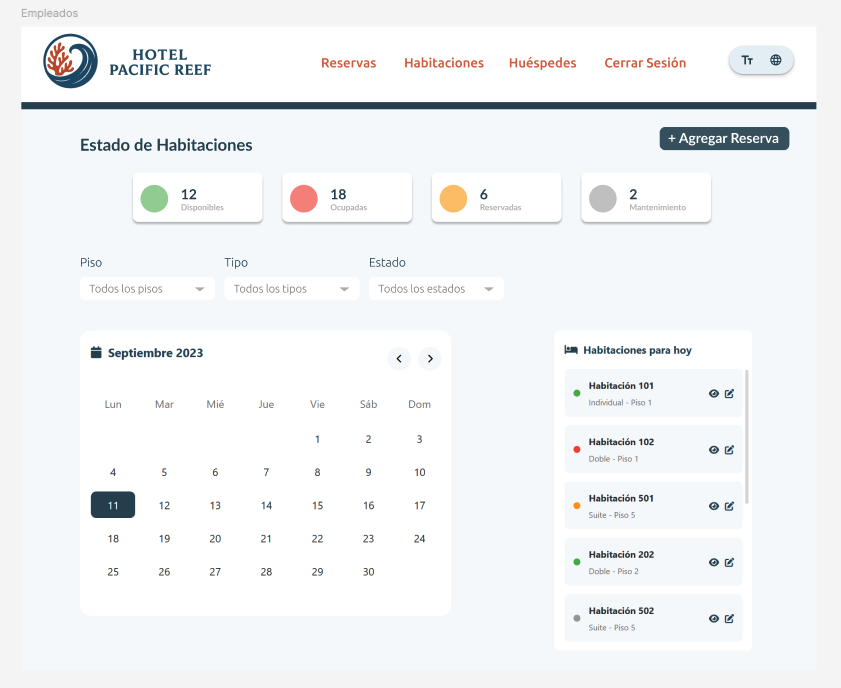 Empleados
HOTEL
PACIFIC REEF
Reservas Habitaciones Huéspedes Cerrar Sesión
Tт
Estado de Habitaciones
+ Agregar Reserva
12
Disponibles
18
Ocupadas
6
Reservadas
2
Mantenimiento
Piso Tipo Estado
Todos los pisos Todos los tipos Todos los estados
Septiembre 2023
Lun Mar Mié Jue Vie Sáb Dom
1 2 3
4 5 6 7 8 9 10
11 12 13 14 15 16 17
18 19 20 21 22 23 24
25 26 27 28 29 30
Habitaciones para hoy
Habitación 101
Individual - Piso 1
Habitación 102
Doble - Piso 1
Habitación 501
Suite - Piso 5
Habitación 202
Doble - Piso 2
Habitación 502
Suite - Piso 5